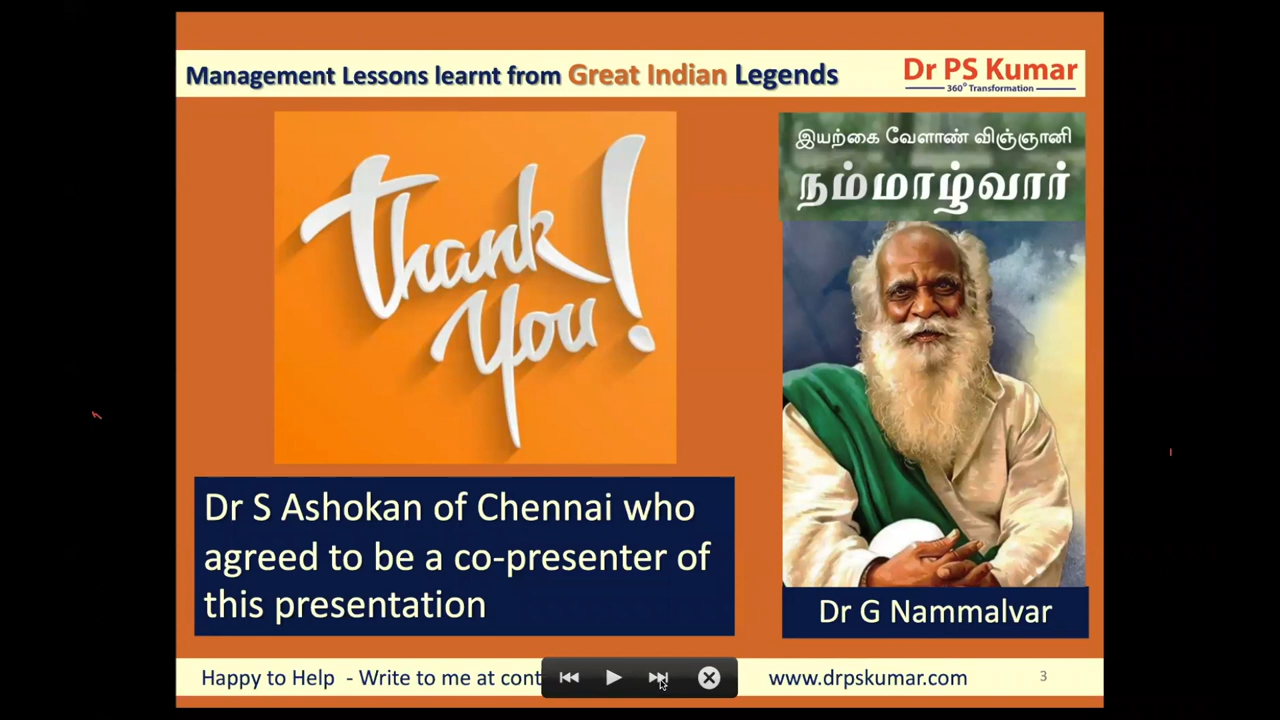 Management Lessons learnt from Great Indian Legends
Dr PS Kumar
360° Transformation
Thank
You!
இயற்கை வேளாண் விஞ்ஞானி
நம்மாழ்வார்
Dr S Ashokan of Chennai who
agreed to be a co-presenter of
this presentation
Dr G Nammalvar
Happy to Help - Write to me at
www.drpskumar.com
3